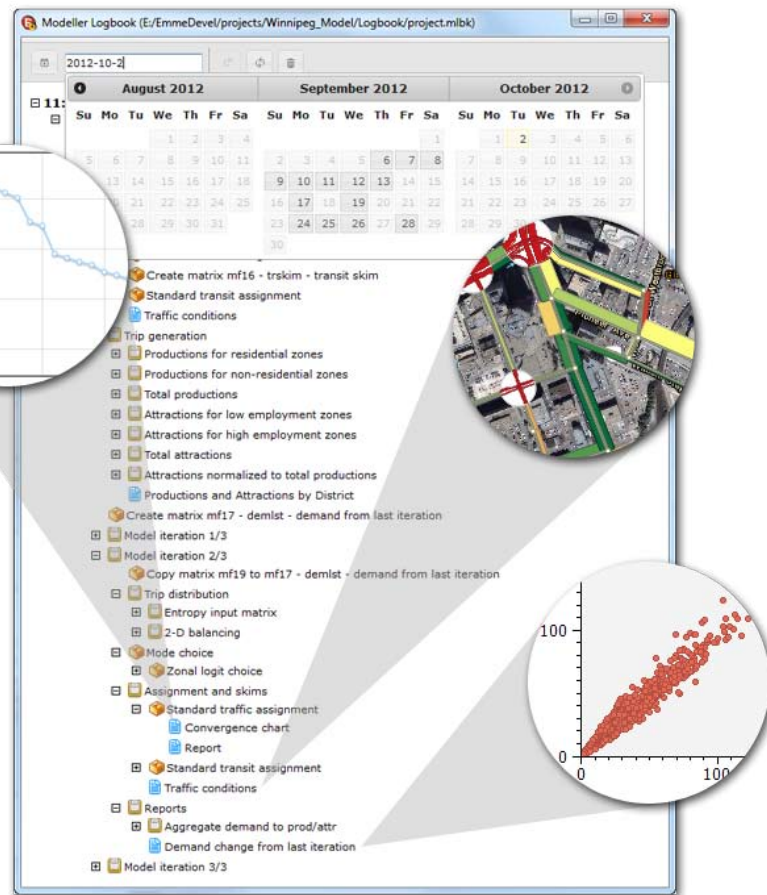 Modeller Logbook (E:/EmmeDevel/projects/Winnipeg_Model/Logbook/project.mlbk)
2012-10-2
August 2012 September 2012 October 2012
Su Mo Tu We Th Fr Sa Su Mo Tu We Th Fr Sa Su Mo Tu We Th Fr Sa
11:
1 2 3 4 1 1 2 3 4 5 6
5 6 7 8 9 10 11 2 3 4 5 6 7 8 7 8 9 10 11 12 13
13 14 15 16 17 18 9 10 11 12 13 14 15 14 15 16 17 18 19 20
21 22 23 24 25 16 17 18 19 20 21 22 21 22 23 24 25 26 27
28 29 30 31 23 24 25 26 27 28 29 28 29 30
30
Create matrix mf16 - trskim - transit skim
Standard transit assignment
Traffic conditions
Trip generation
Productions for residential zones
Productions for non-residential zones
Total productions
Attractions for low employment zones
Attractions for high employment zones
Total attractions
Attractions normalized to total productions
Productions and Attractions by District
Create matrix mf17 - demlst - demand from last iteration
Model iteration 1/3
Model iteration 2/3
Copy matrix mf19 to mf17 - demlst - demand from last iteration
Trip distribution
Entropy input matrix
2-D balancing
Mode choice
Zonal logit choice
Assignment and skims
Standard traffic assignment
Convergence chart
Report
Standard transit assignment
Traffic conditions
Reports
Aggregate demand to prod/attr
Demand change from last iteration
Model iteration 3/3
100
0
0 100